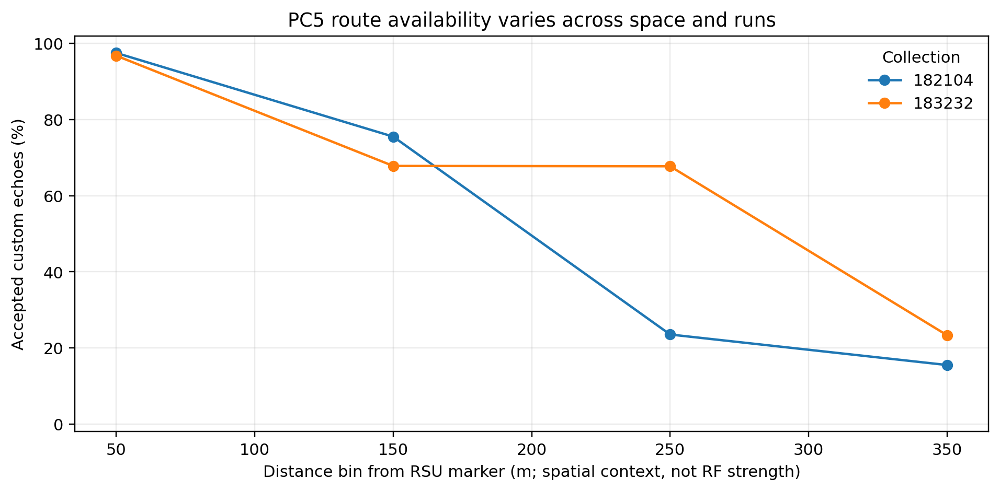 PC5 route availability varies across space and runs
Accepted custom echoes (%)
100
80
60
40
20
0
Collection
182104
183232
50 100 150 200 250 300 350
Distance bin from RSU marker (m; spatial context, not RF strength)